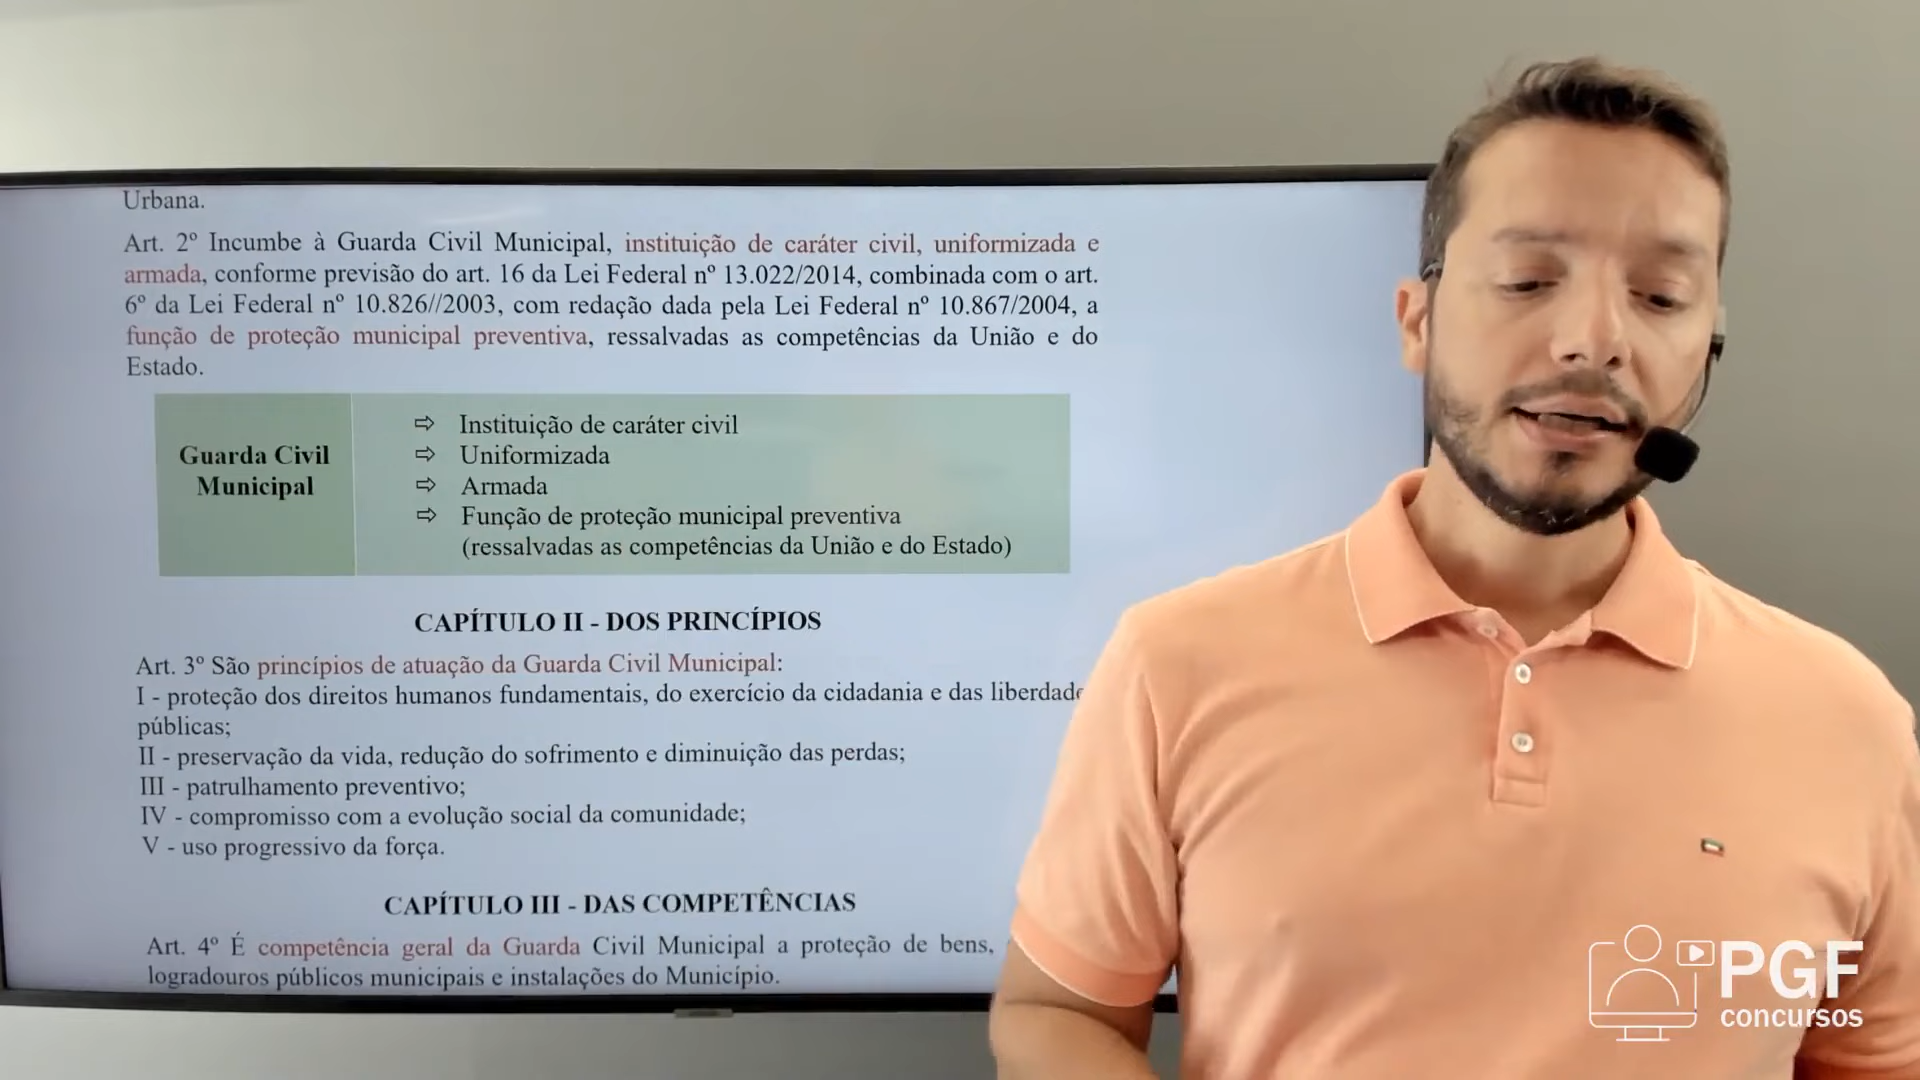 Urbana.
Art. 2º Incumbe à Guarda Civil Municipal, instituição de caráter civil, uniformizada e
armada, conforme previsão do art. 16 da Lei Federal nº 13.022/2014, combinada com o art.
6º da Lei Federal nº 10.826//2003, com redação dada pela Lei Federal nº 10.867/2004, a
função de proteção municipal preventiva, ressalvadas as competências da União e do
Estado.
Guarda Civil
Municipal
⇨ Instituição de caráter civil
⇨ Uniformizada
⇨ Armada
⇨ Função de proteção municipal preventiva
(ressalvadas as competências da União e do Estado)
CAPÍTULO II - DOS PRINCÍPIOS
Art. 3º São princípios de atuação da Guarda Civil Municipal:
I - proteção dos direitos humanos fundamentais, do exercício da cidadania e das liberdade
públicas;
II - preservação da vida, redução do sofrimento e diminuição das perdas;
III - patrulhamento preventivo;
IV - compromisso com a evolução social da comunidade;
V - uso progressivo da força.
CAPÍTULO III - DAS COMPETÊNCIAS
Art. 4º É competência geral da Guarda Civil Municipal a proteção de bens,
logradouros públicos municipais e instalações do Município.
PGF
concursos